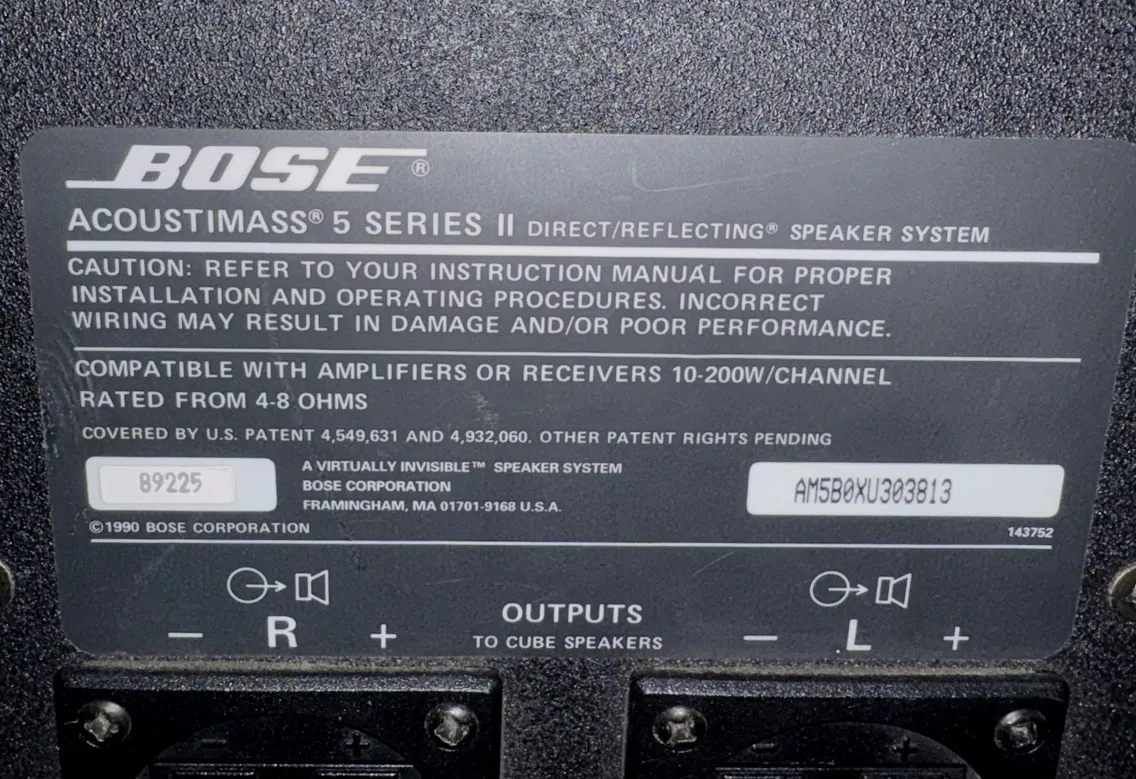 BOSE®
ACOUSTIMASS® 5 SERIES II DIRECT/REFLECTING® SPEAKER SYSTEM
CAUTION: REFER TO YOUR INSTRUCTION MANUAL FOR PROPER
INSTALLATION AND OPERATING PROCEDURES. INCORRECT
WIRING MAY RESULT IN DAMAGE AND/OR POOR PERFORMANCE.
COMPATIBLE WITH AMPLIFIERS OR RECEIVERS 10-200W/CHANNEL
RATED FROM 4-8 OHMS
COVERED BY U.S. PATENT 4,549,631 AND 4,932,060. OTHER PATENT RIGHTS PENDING
89225
A VIRTUALLY INVISIBLE™ SPEAKER SYSTEM
BOSE CORPORATION
FRAMINGHAM, MA 01701-9168 U.S.A.
AM5B0XU303813
©1990 BOSE CORPORATION
143752
− R +
OUTPUTS
TO CUBE SPEAKERS
− L +
− +
− +